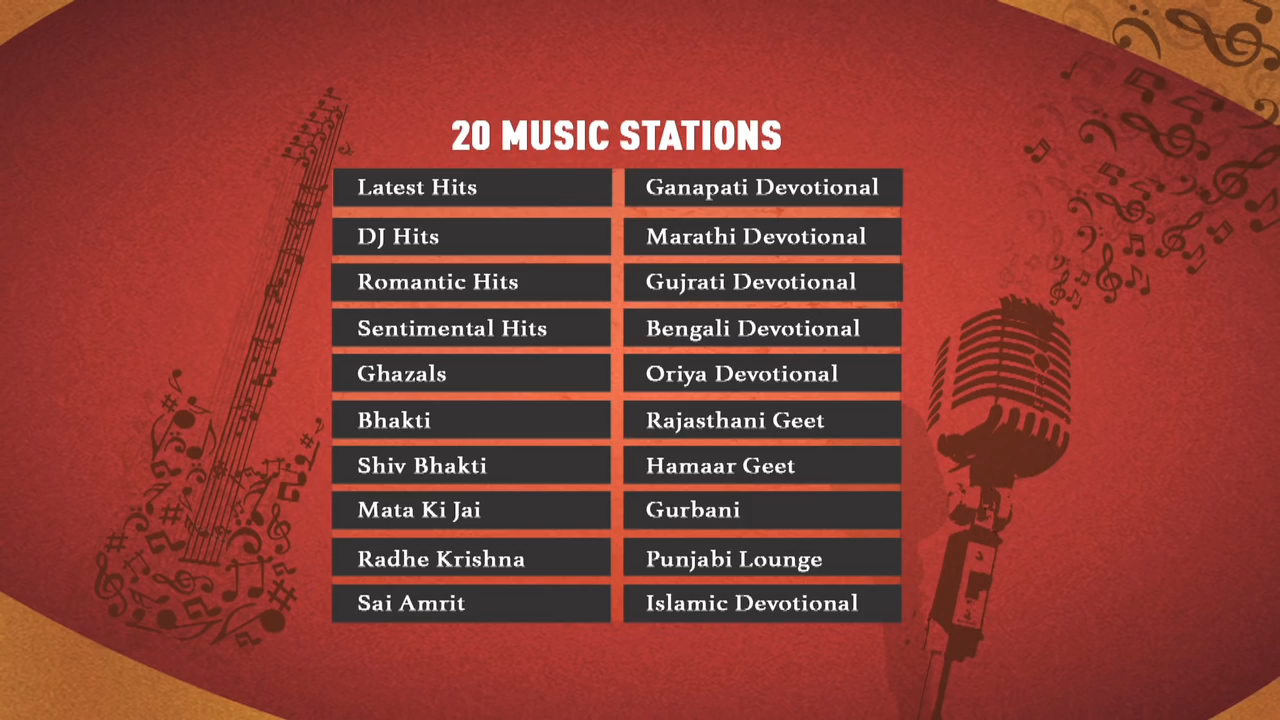 20 MUSIC STATIONS
Latest Hits
DJ Hits
Romantic Hits
Sentimental Hits
Ghazals
Bhakti
Shiv Bhakti
Mata Ki Jai
Radhe Krishna
Sai Amrit
Ganapati Devotional
Marathi Devotional
Gujrati Devotional
Bengali Devotional
Oriya Devotional
Rajasthani Geet
Hamaar Geet
Gurbani
Punjabi Lounge
Islamic Devotional